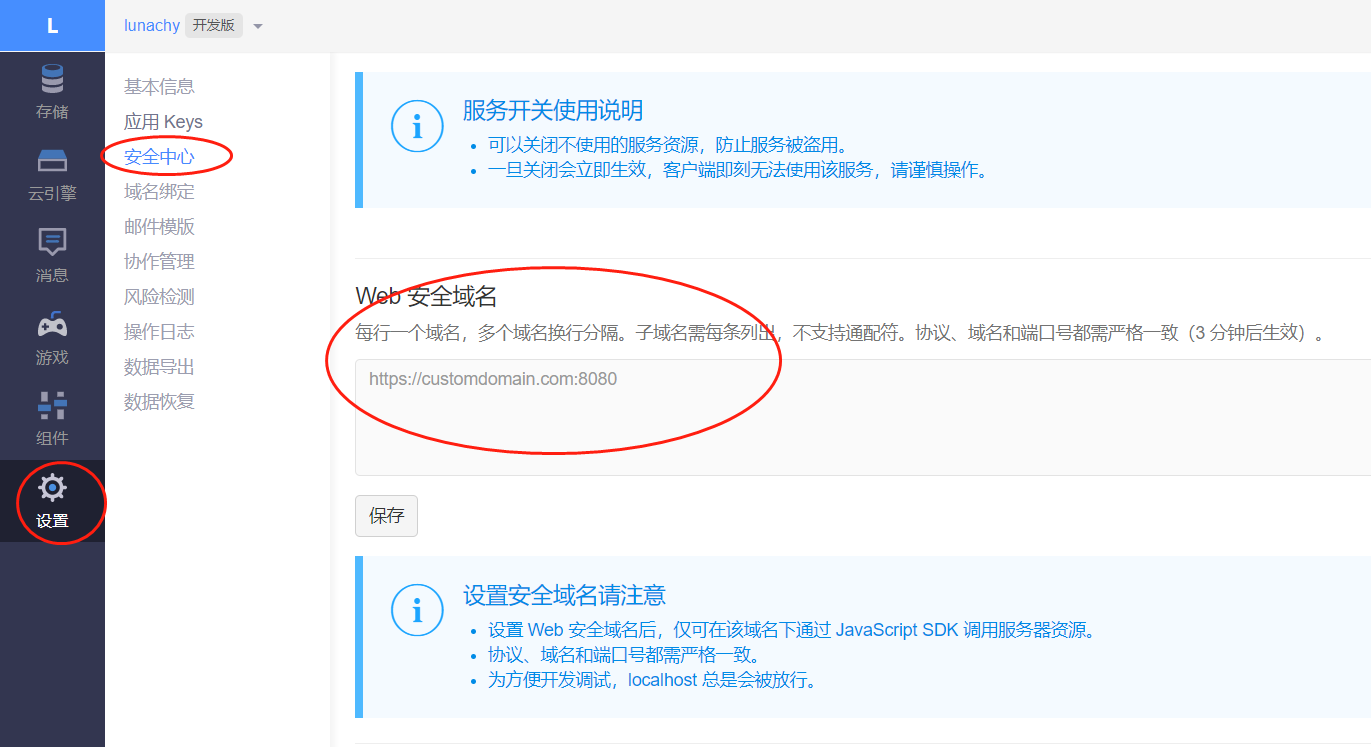 L
lunachy 开发版
存储
云引擎
消息
游戏
组件
设置
基本信息
应用 Keys
安全中心
域名绑定
邮件模版
协作管理
风险检测
操作日志
数据导出
数据恢复
服务开关使用说明
可以关闭不使用的服务资源，防止服务被盗用。
一旦关闭会立即生效，客户端即刻无法使用该服务，请谨慎操作。
Web 安全域名
每行一个域名，多个域名换行分隔。子域名需每条列出，不支持通配符。协议、域名和端口号都需严格一致（3 分钟后生效）。
https://customdomain.com:8080
保存
设置安全域名请注意
设置 Web 安全域名后，仅可在该域名下通过 JavaScript SDK 调用服务器资源。
协议、域名和端口号都需严格一致。
为方便开发调试，localhost 总是会被放行。